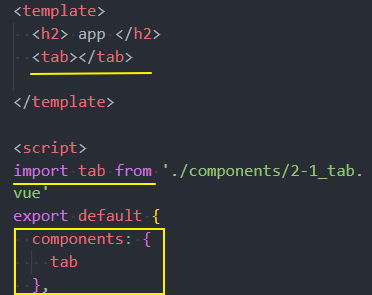 <template>
<h2> app </h2>
<tab></tab>
</template>
<script>
import tab from './components/2-1_tab.
vue'
export default {
components: {
tab
},